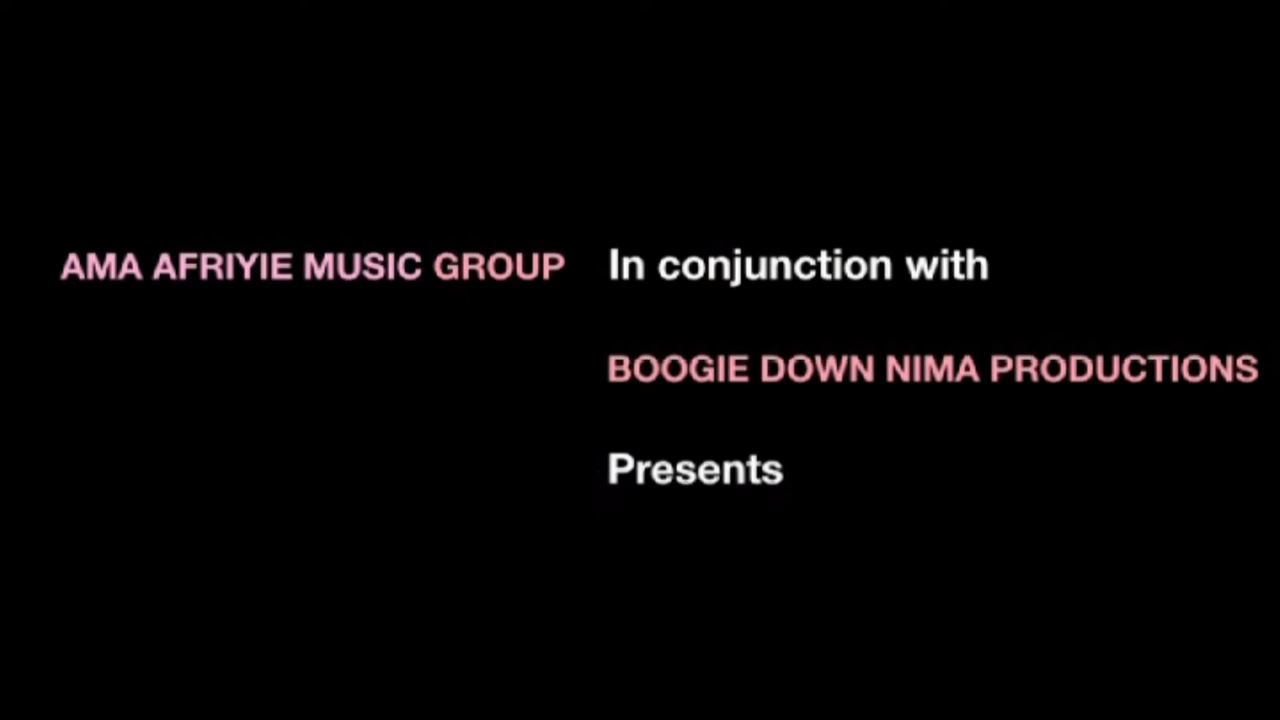 AMA AFRIYIE MUSIC GROUP In conjunction with
BOOGIE DOWN NIMA PRODUCTIONS
Presents